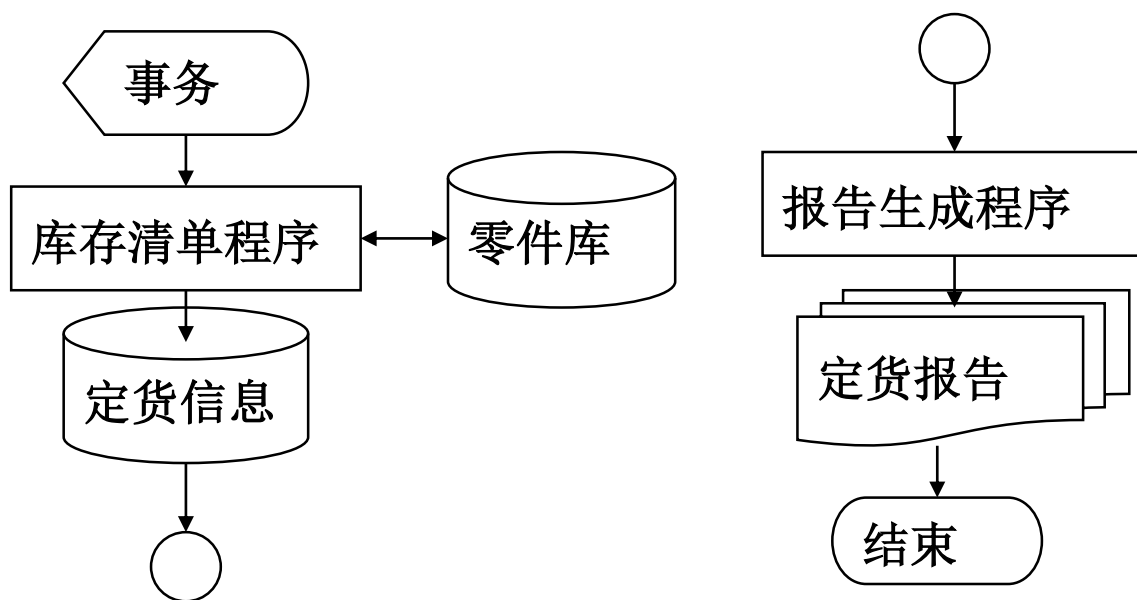 事务
库存清单程序
零件库
定货信息
报告生成程序
定货报告
结束